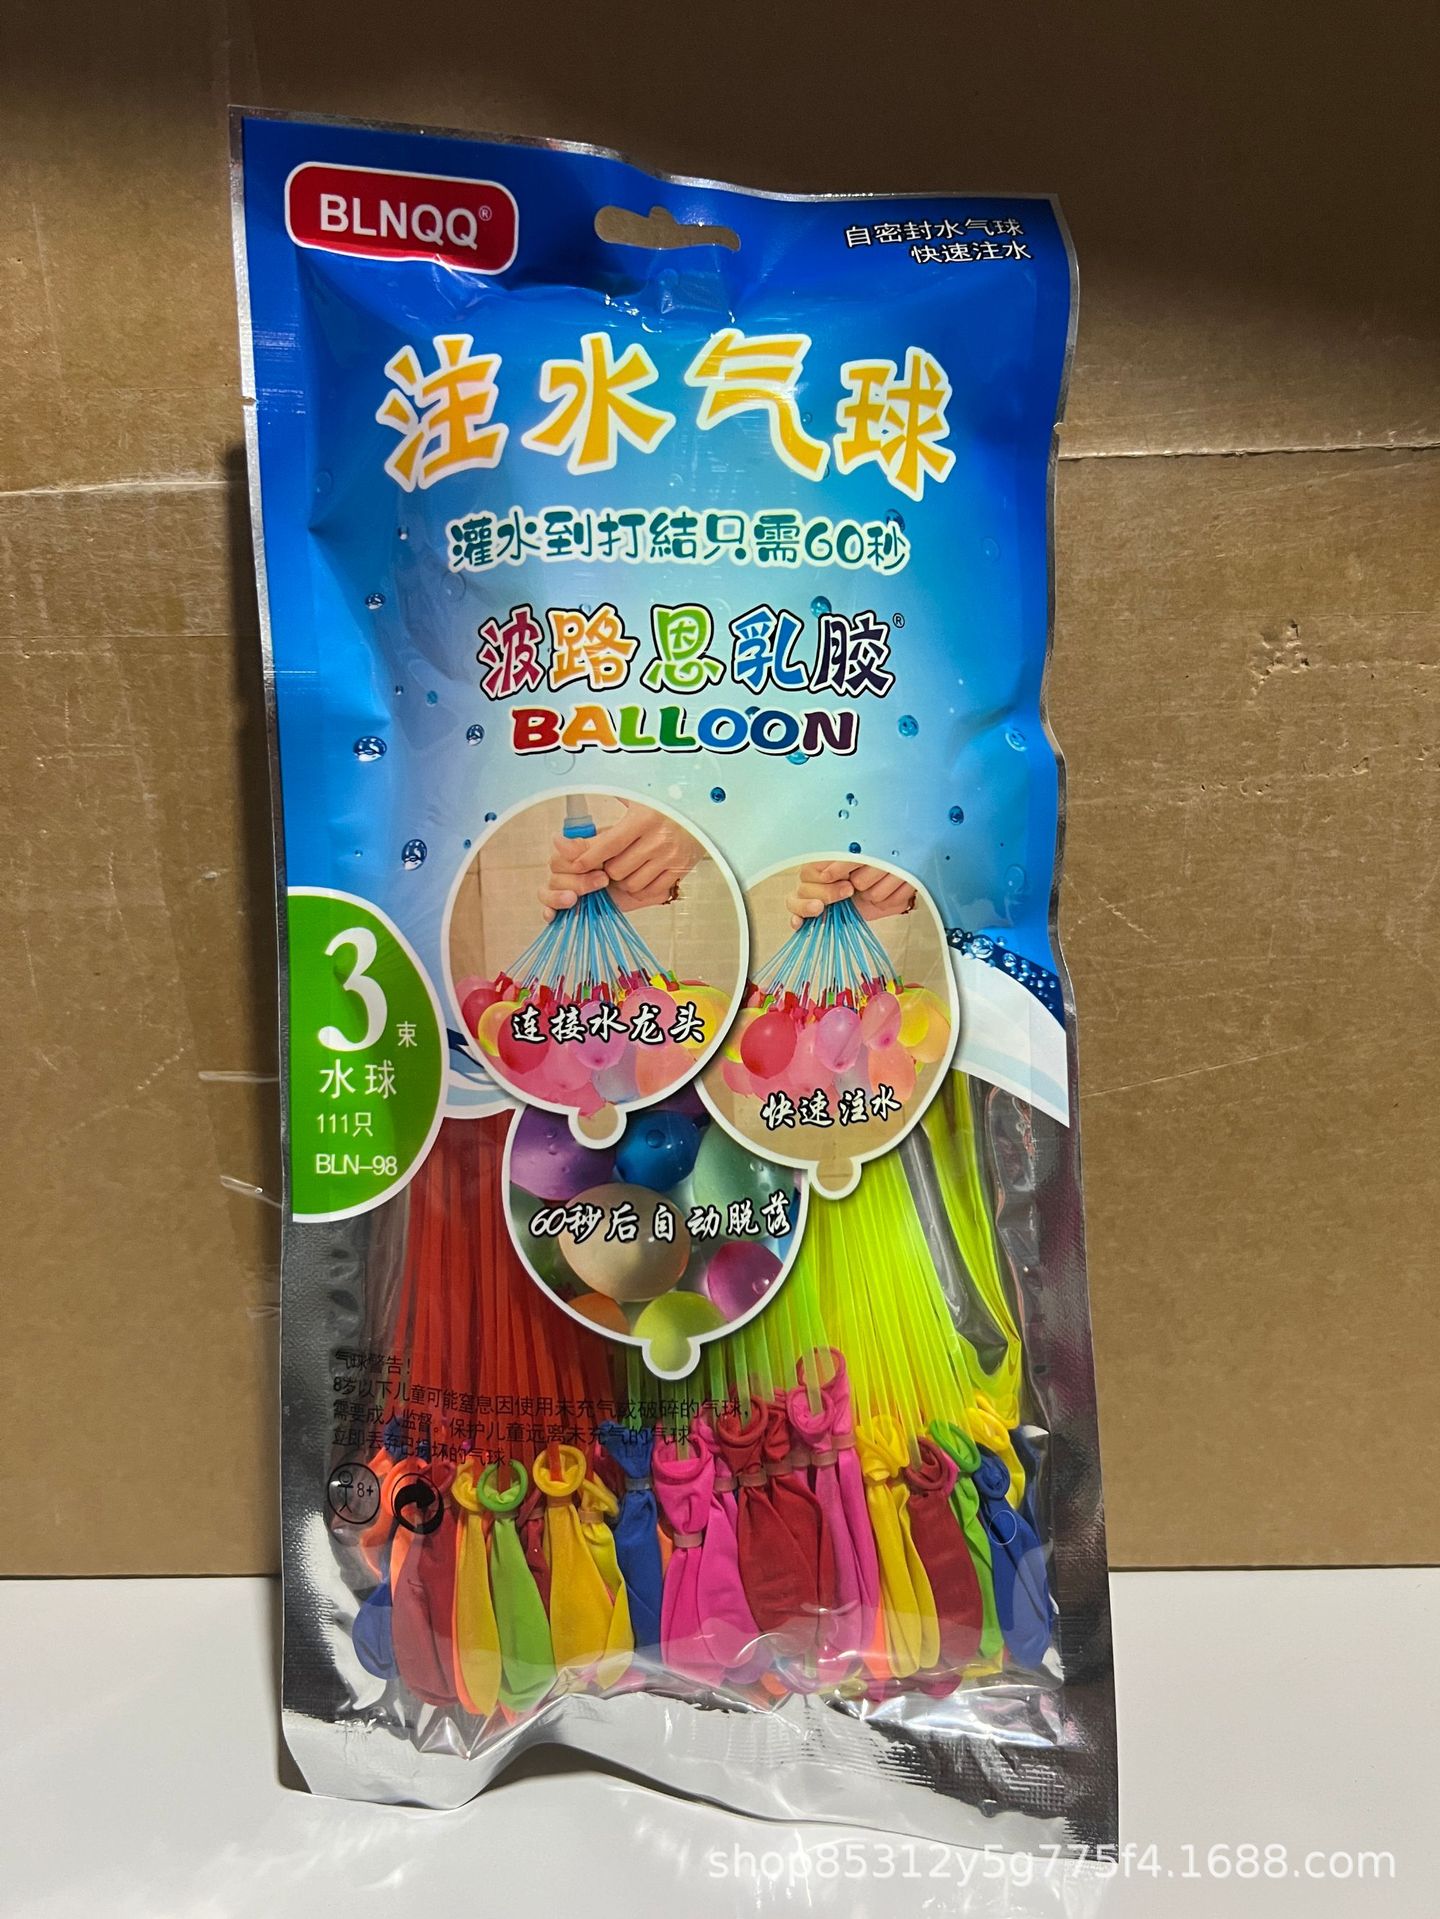 BLNQQ®
自密封水气球
快速注水
注水气球
灌水到打結只需60秒
波路恩乳胶®
BALLOON
3束
水球
111只
BLN-98
连接水龙头
快速注水
60秒后自动脱落
气球警告!
8岁以下儿童可能窒息因使用未充气或破碎的气球,
需要成人监督。保护儿童远离未充气的气球
立即丢弃已损坏的气球。
8+
shop85312y5g775f4.1688.com